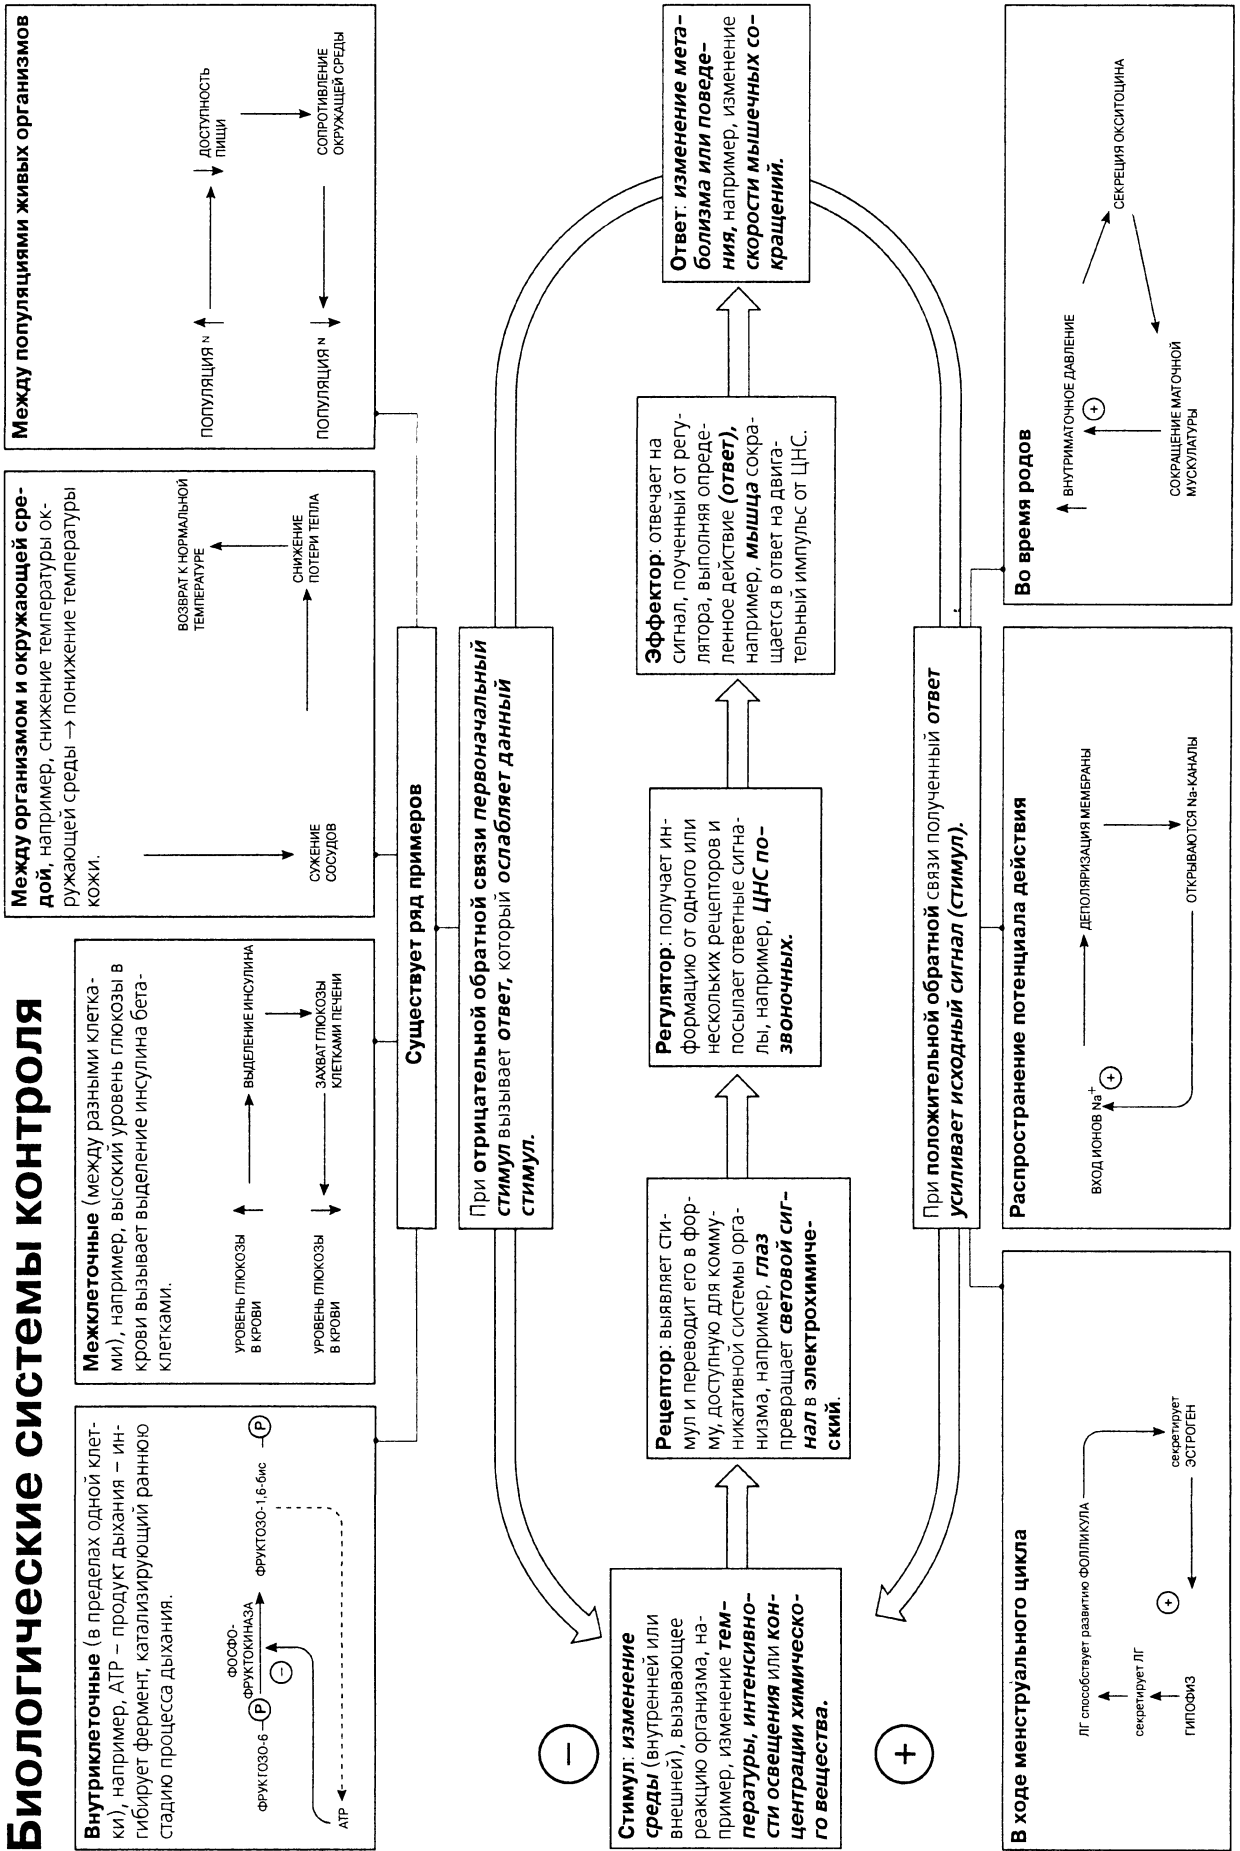 Биологические системы контроля
Внутриклеточные (в пределах одной клет-
ки), например, АТР – продукт дыхания – ин-
гибирует фермент, катализирующий раннюю
стадию процесса дыхания.
ФОСФО-
ФРУКТОКИНАЗА
ФРУКТОЗО-6 – P
ФРУКТОЗО-1,6-бис – P
–
АТР
Межклеточные (между разными клетка-
ми), например, высокий уровень глюкозы в
крови вызывает выделение инсулина бета-
клетками.
УРОВЕНЬ ГЛЮКОЗЫ
В КРОВИ
ВЫДЕЛЕНИЕ ИНСУЛИНА
УРОВЕНЬ ГЛЮКОЗЫ
В КРОВИ
ЗАХВАТ ГЛЮКОЗЫ
КЛЕТКАМИ ПЕЧЕНИ
Между организмом и окружающей сре-
дой, например, снижение температуры ок-
ружающей среды → понижение температуры
кожи.
СУЖЕНИЕ
СОСУДОВ
СНИЖЕНИЕ
ПОТЕРИ ТЕПЛА
ВОЗВРАТ К НОРМАЛЬНОЙ
ТЕМПЕРАТУРЕ
Между популяциями живых организмов
ПОПУЛЯЦИЯ N
ДОСТУПНОСТЬ
ПИЩИ
ПОПУЛЯЦИЯ N
СОПРОТИВЛЕНИЕ
ОКРУЖАЩЕЙ СРЕДЫ
Существует ряд примеров
При отрицательной обратной связи первоначальный
стимул вызывает ответ, который ослабляет данный
стимул.
–
Стимул: изменение
среды (внутренней или
внешней), вызывающее
реакцию организма, на-
пример, изменение тем-
пературы, интенсивно-
сти освещения или кон-
центрации химическо-
го вещества.
Рецептор: выявляет сти-
мул и переводит его в фор-
му, доступную для комму-
никативной системы орга-
низма, например, глаз
превращает световой сиг-
нал в электрохимиче-
ский.
Регулятор: получает ин-
формацию от одного или
нескольких рецепторов и
посылает ответные сигна-
лы, например, ЦНС по-
звоночных.
Эффектор: отвечает на
сигнал, поученный от регу-
лятора, выполняя опреде-
ленное действие (ответ),
например, мышца сокра-
щается в ответ на двига-
тельный импульс от ЦНС.
Ответ: изменение мета-
болизма или поведе-
ния, например, изменение
скорости мышечных со-
кращений.
+
При положительной обратной связи полученный ответ
усиливает исходный сигнал (стимул).
В ходе менструального цикла
ЛГ способствует развитию ФОЛЛИКУЛА
секретирует ЛГ
ГИПОФИЗ
+
секретирует
ЭСТРОГЕН
Распространение потенциала действия
ВХОД ИОНОВ Na+
+
ДЕПОЛЯРИЗАЦИЯ МЕМБРАНЫ
ОТКРЫВАЮТСЯ Na-КАНАЛЫ
Во время родов
ВНУТРИМАТОЧНОЕ ДАВЛЕНИЕ
+
СОКРАЩЕНИЕ МАТОЧНОЙ
МУСКУЛАТУРЫ
СЕКРЕЦИЯ ОКСИТОЦИНА